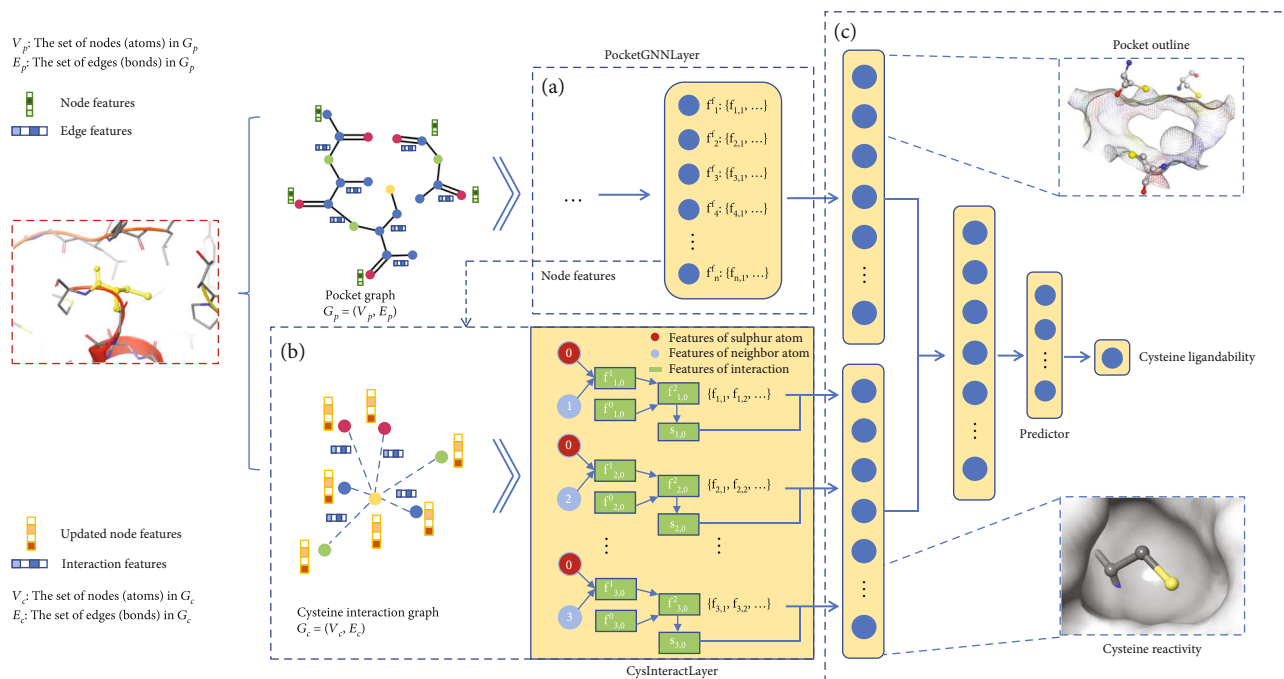 V_p: The set of nodes (atoms) in G_p
E_p: The set of edges (bonds) in G_p
Node features
Edge features
Pocket graph
G_p = (V_p, E_p)
PocketGNNLayer
(a)
...
f^f_1: {f_1,1, ...}
f^f_2: {f_2,1, ...}
f^f_3: {f_3,1, ...}
f^f_4: {f_4,1, ...}
⋮
f^f_n: {f_n,1, ...}
Node features
(b)
Updated node features
Interaction features
V_c: The set of nodes (atoms) in G_c
E_c: The set of edges (bonds) in G_c
Cysteine interaction graph
G_c = (V_c, E_c)
Features of sulphur atom
Features of neighbor atom
Features of interaction
0
1
f^1_1,0
f^0_1,0
f^2_1,0
s_1,0
{f_1,1, f_1,2, ...}
0
2
f^1_2,0
f^0_2,0
f^2_2,0
s_2,0
{f_2,1, f_2,2, ...}
⋮
⋮
0
3
f^1_3,0
f^0_3,0
f^2_3,0
s_3,0
{f_3,1, f_3,2, ...}
CysInteractLayer
(c)
Pocket outline
⋮
⋮
⋮
⋮
Predictor
Cysteine ligandability
Cysteine reactivity